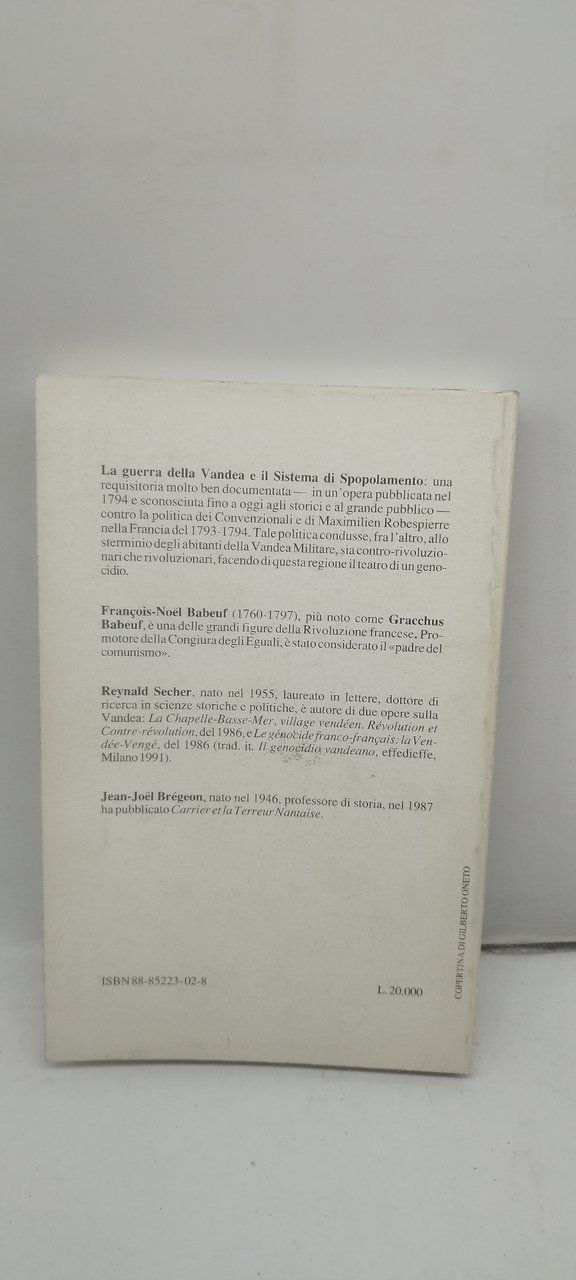 La guerra della Vandea e il Sistema di Spopolamento: una
requisitoria molto ben documentata — in un'opera pubblicata nel
1794 e sconosciuta fino a oggi agli storici e al grande pubblico —
contro la politica dei Convenzionali e di Maximilien Robespierre
nella Francia del 1793-1794. Tale politica condusse, fra l'altro, allo
sterminio degli abitanti della Vandea Militare, sia contro-rivoluzio-
nari che rivoluzionari, facendo di questa regione il teatro di un geno-
cidio.
François-Noël Babeuf (1760-1797), più noto come Gracchus
Babeuf, è una delle grandi figure della Rivoluzione francese. Pro-
motore della Congiura degli Eguali, è stato considerato il «padre del
comunismo».
Reynald Secher, nato nel 1955, laureato in lettere, dottore di
ricerca in scienze storiche e politiche, è autore di due opere sulla
Vandea: La Chapelle-Basse-Mer, village vendéen. Révolution et
Contre-révolution, del 1986, e Le génocide franco-français: la Ven-
dée-Vengé, del 1986 (trad. it. Il genocidio vandeano, effedieffe,
Milano 1991).
Jean-Joël Brégeon, nato nel 1946, professore di storia, nel 1987
ha pubblicato Carrier et la Terreur Nantaise.
ISBN 88-85223-02-8
L. 20.000
COPERTINA DI GILBERTO ONETO